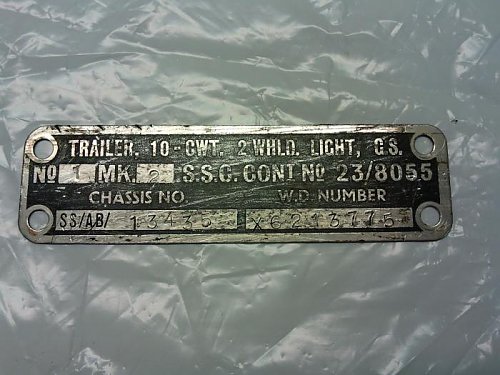 TRAILER, 10-CWT. 2 WHLD. LIGHT, G.S.
No 1 MK. 2 S.S.C. CONT No 23/8055
CHASSIS NO. W.D. NUMBER
SS/AB/ 13435 X6213775